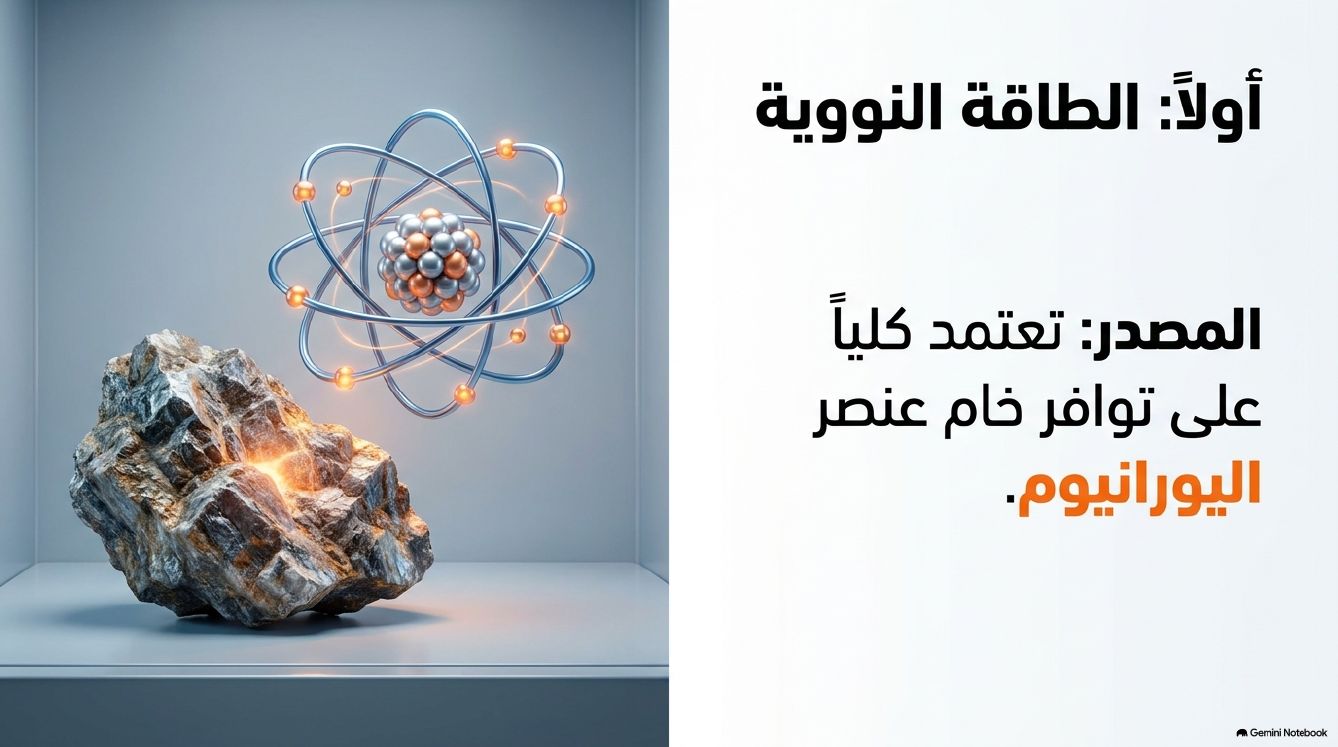 أولاً: الطاقة النووية
المصدر: تعتمد كلياً
على توافر خام عنصر
اليورانيوم.
Gemini Notebook